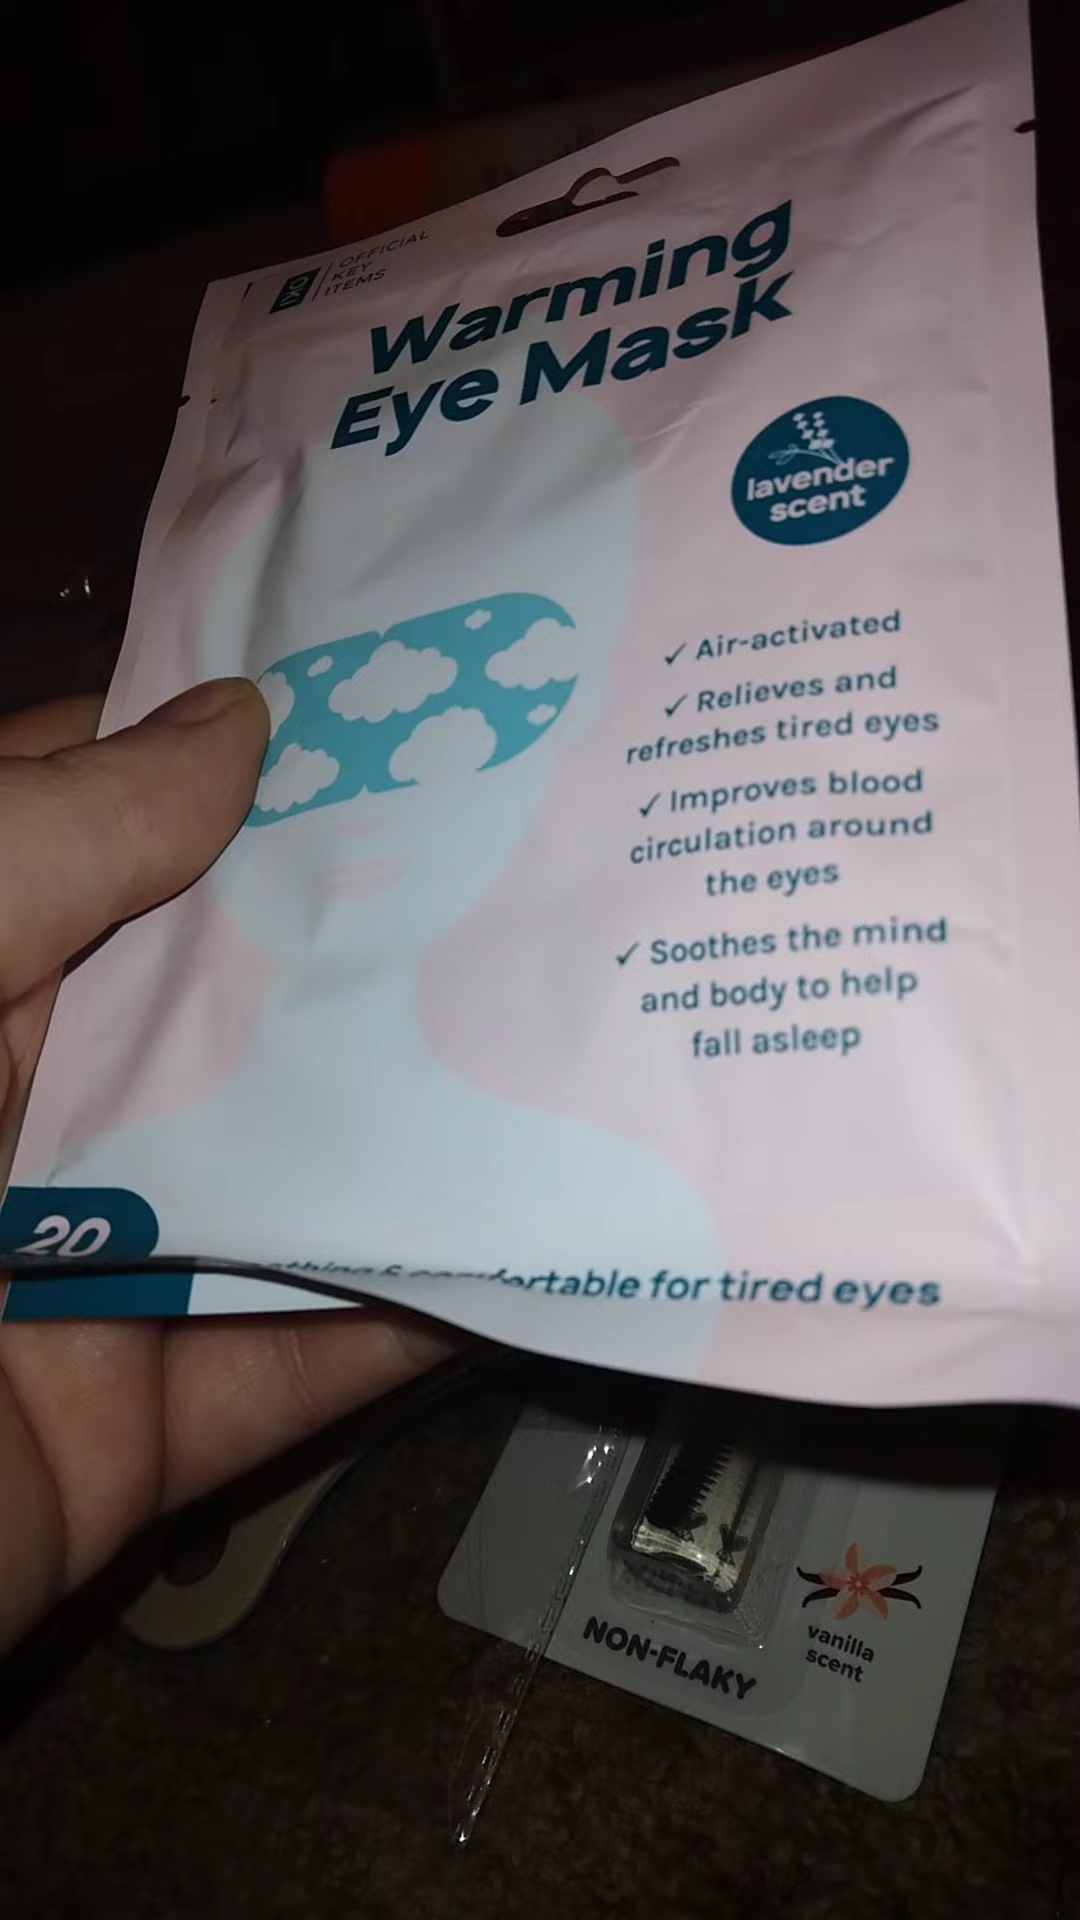 OKI
OFFICIAL
KEY
ITEMS
Warming
Eye Mask
lavender
scent
✓ Air-activated
✓ Relieves and
refreshes tired eyes
✓ Improves blood
circulation around
the eyes
✓ Soothes the mind
and body to help
fall asleep
20
for tired eyes
NON-FLAKY
vanilla
scent